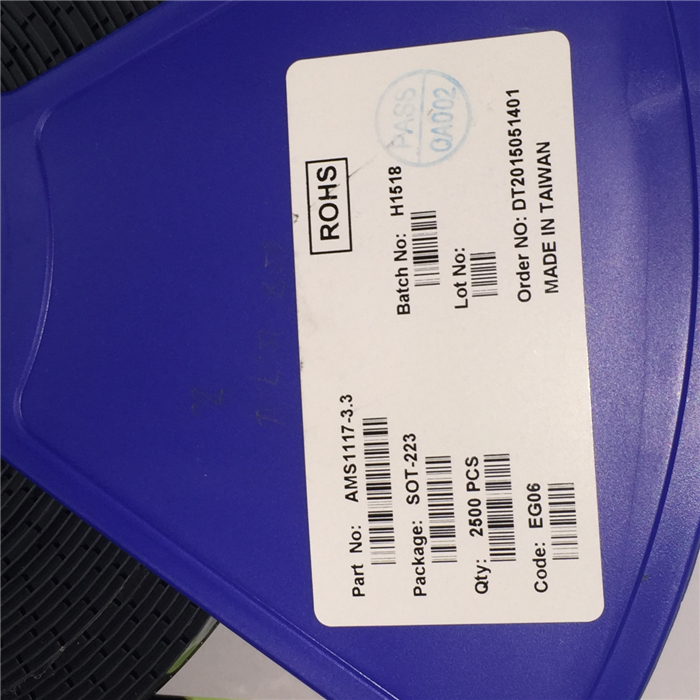 Part No: AMS1117-3.3
Package: SOT-223
Qty: 2500 PCS
Code: EG06
ROHS
PASS
QA002
Batch No: H1518
Lot No:
Order NO: DT2015051401
MADE IN TAIWAN